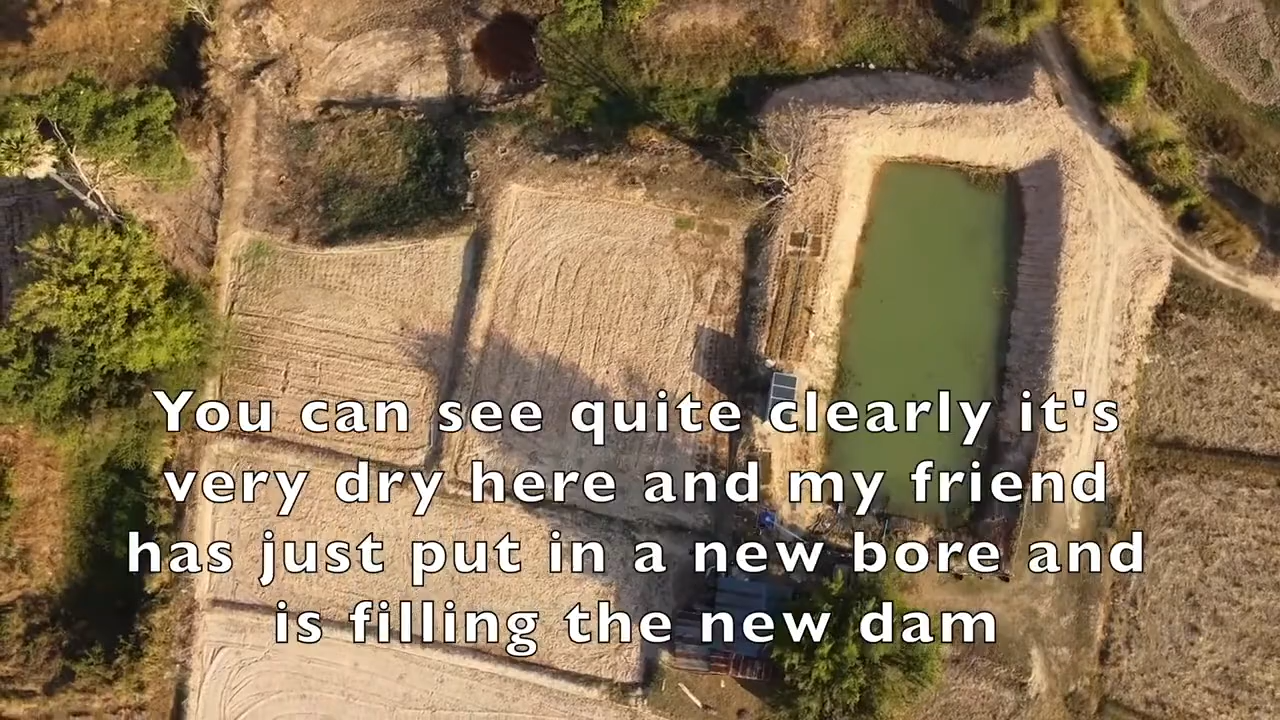 You can see quite clearly it's
very dry here and my friend
has just put in a new bore and
is filling the new dam